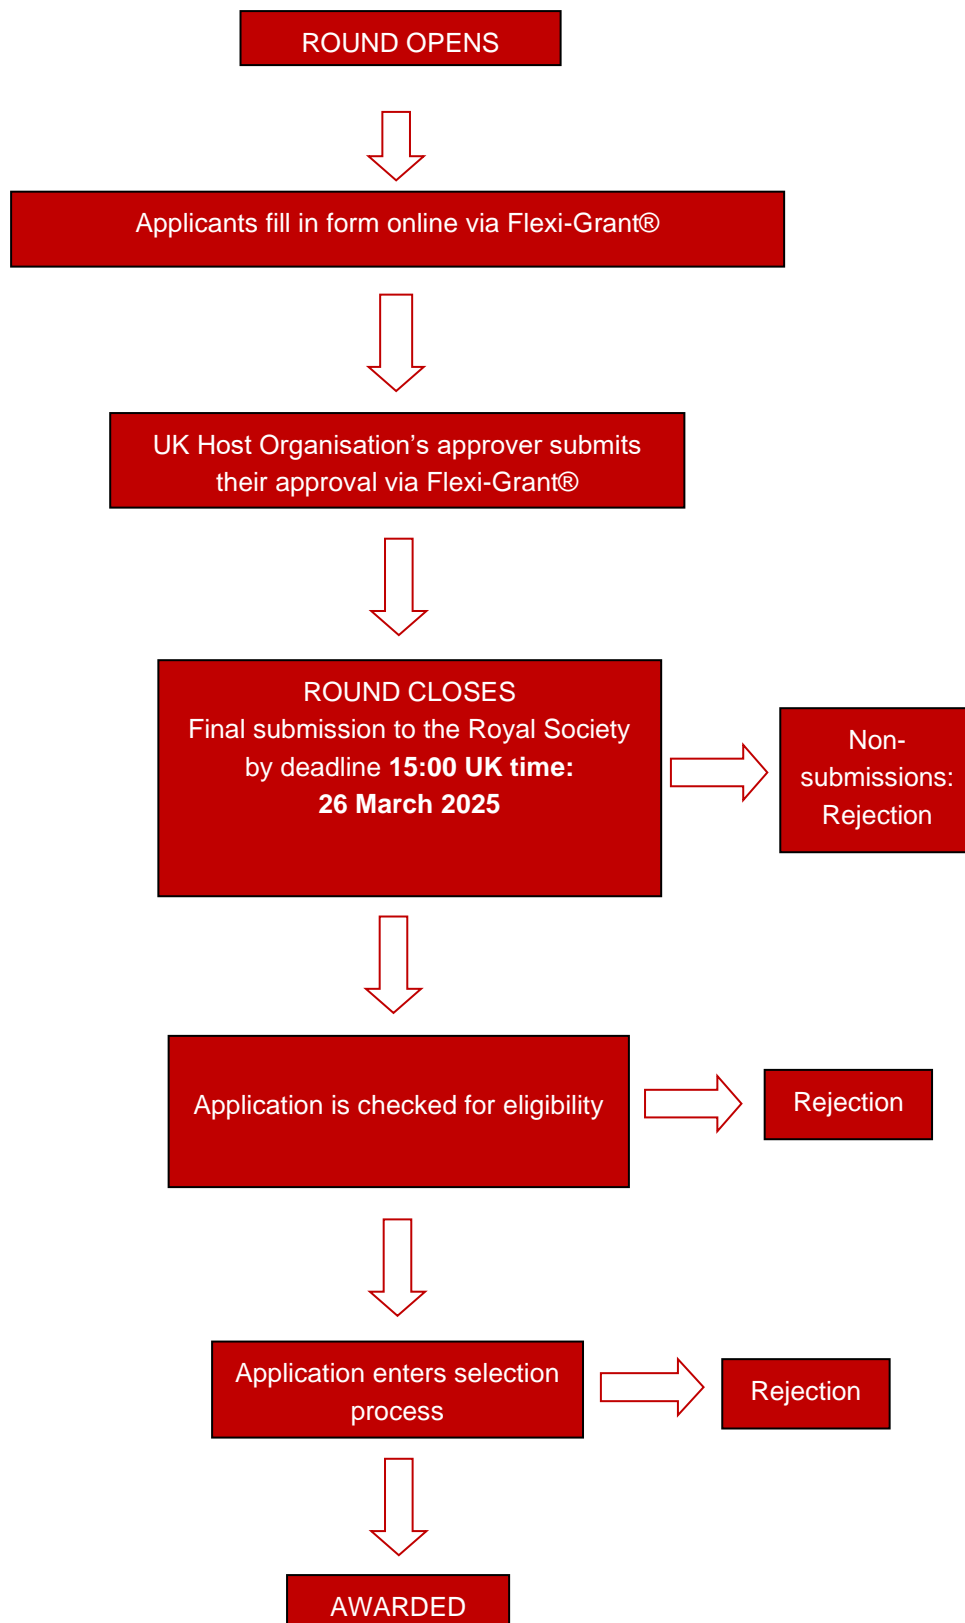 ROUND OPENS
Applicants fill in form online via Flexi-Grant®
UK Host Organisation’s approver submits
their approval via Flexi-Grant®
ROUND CLOSES
Final submission to the Royal Society
by deadline 15:00 UK time:
26 March 2025
Non-
submissions:
Rejection
Application is checked for eligibility
Rejection
Application enters selection
process
Rejection
AWARDED